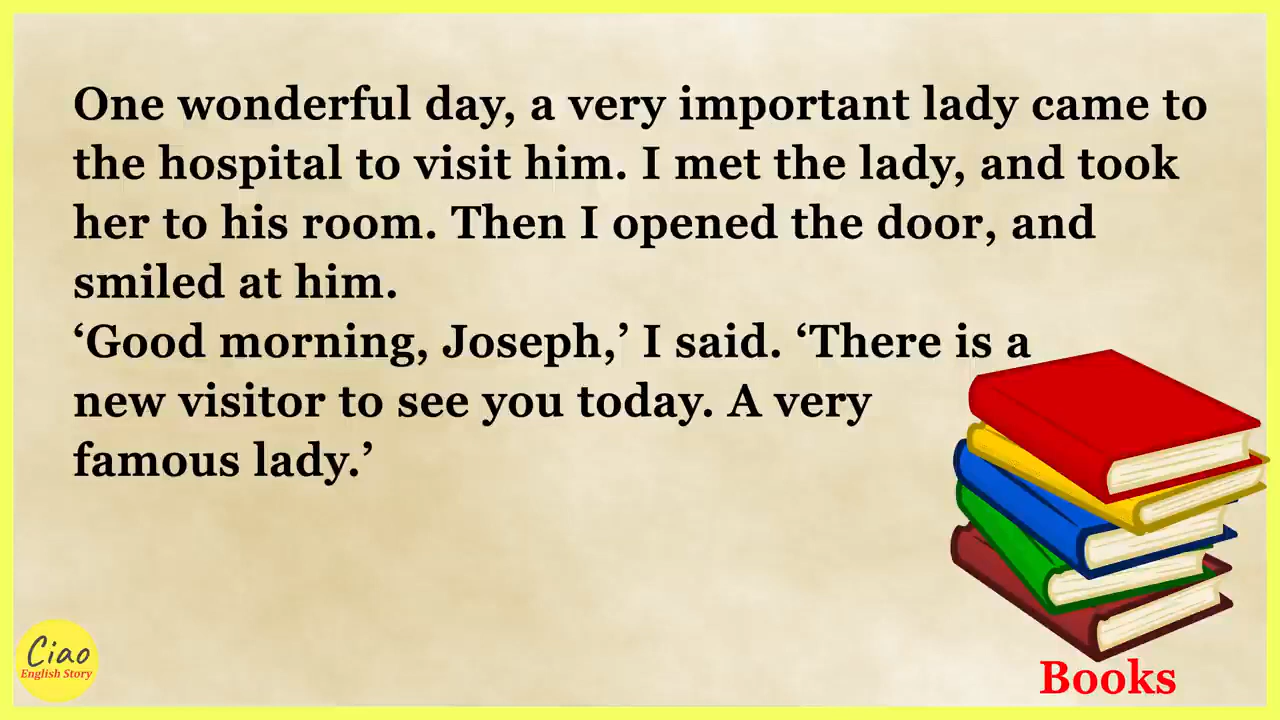 One wonderful day, a very important lady came to
the hospital to visit him. I met the lady, and took
her to his room. Then I opened the door, and
smiled at him.
‘Good morning, Joseph,’ I said. ‘There is a
new visitor to see you today. A very
famous lady.’
Ciao
English Story
Books